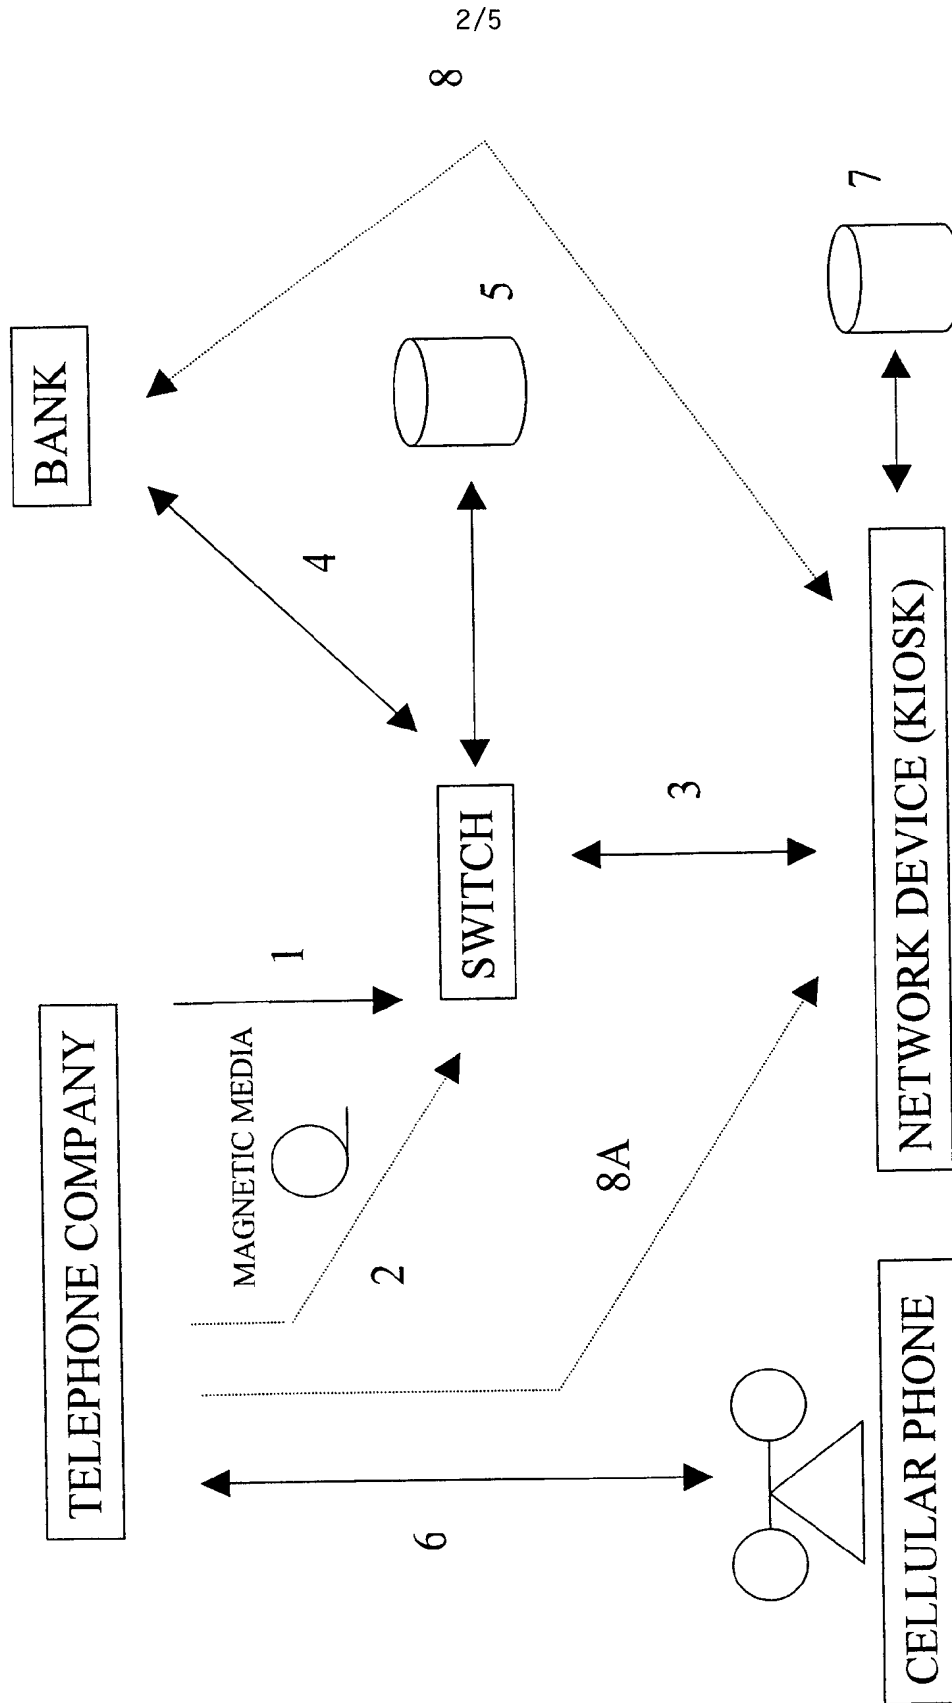 2/5
TELEPHONE COMPANY
BANK
MAGNETIC MEDIA
1
2
4
8
6
8A
SWITCH
5
3
7
CELLULAR PHONE
NETWORK DEVICE (KIOSK)